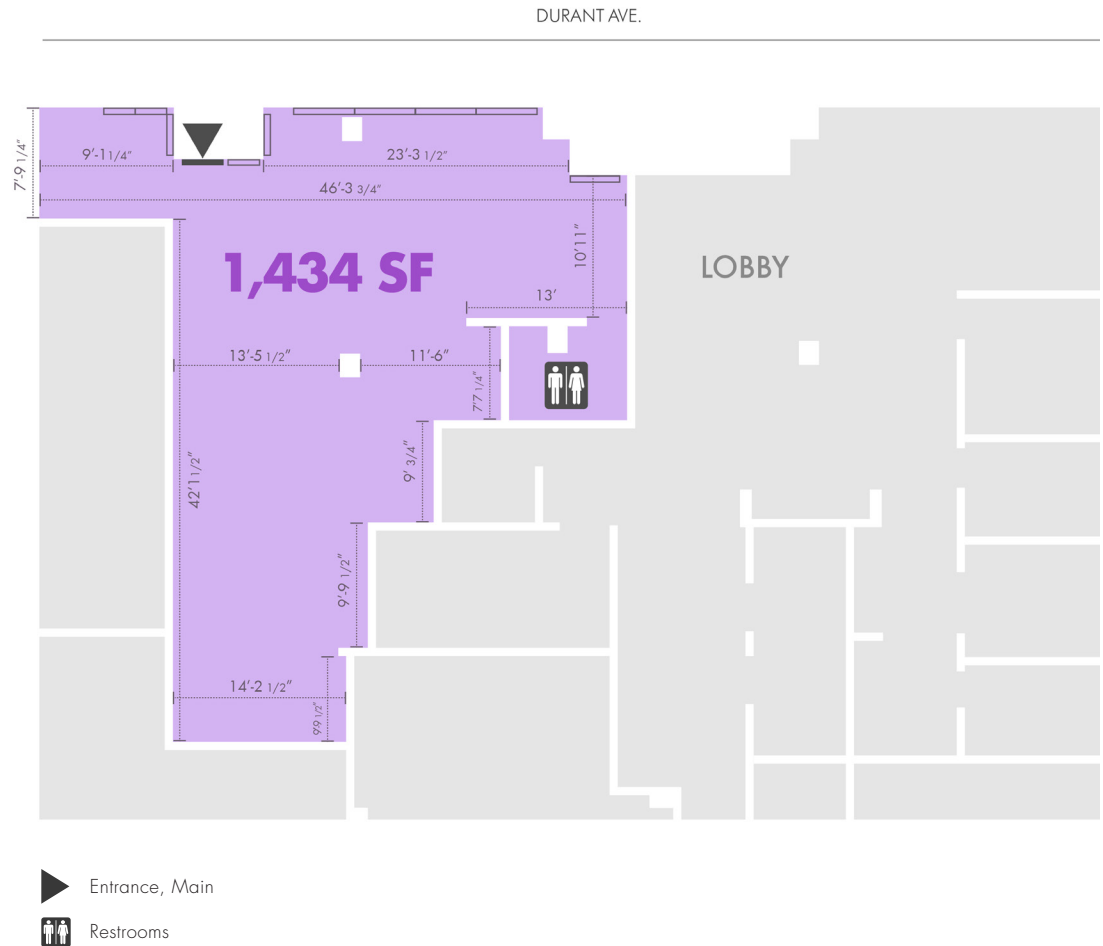 DURANT AVE.
7'-9 1/4"
9'-1 1/4"
23'-3 1/2"
46'-3 3/4"
10'11"
1,434 SF
LOBBY
13'
13'-5 1/2"
11'-6"
7'7 1/4"
9' 3/4"
42'1 1/2"
9'-9 1/2"
14'-2 1/2"
9'9 1/2"
Entrance, Main
Restrooms